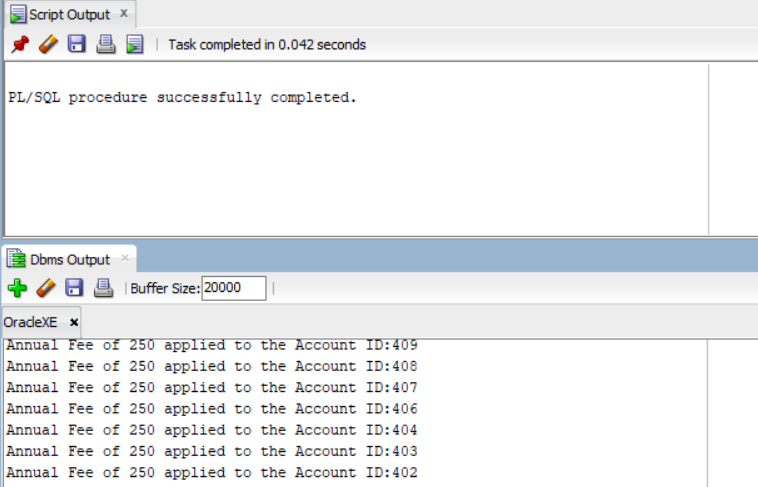 Script Output x
Task completed in 0.042 seconds
PL/SQL procedure successfully completed.
Dbms Output ×
Buffer Size: 20000
OracleXE ×
Annual Fee of 250 applied to the Account ID:409
Annual Fee of 250 applied to the Account ID:408
Annual Fee of 250 applied to the Account ID:407
Annual Fee of 250 applied to the Account ID:406
Annual Fee of 250 applied to the Account ID:404
Annual Fee of 250 applied to the Account ID:403
Annual Fee of 250 applied to the Account ID:402